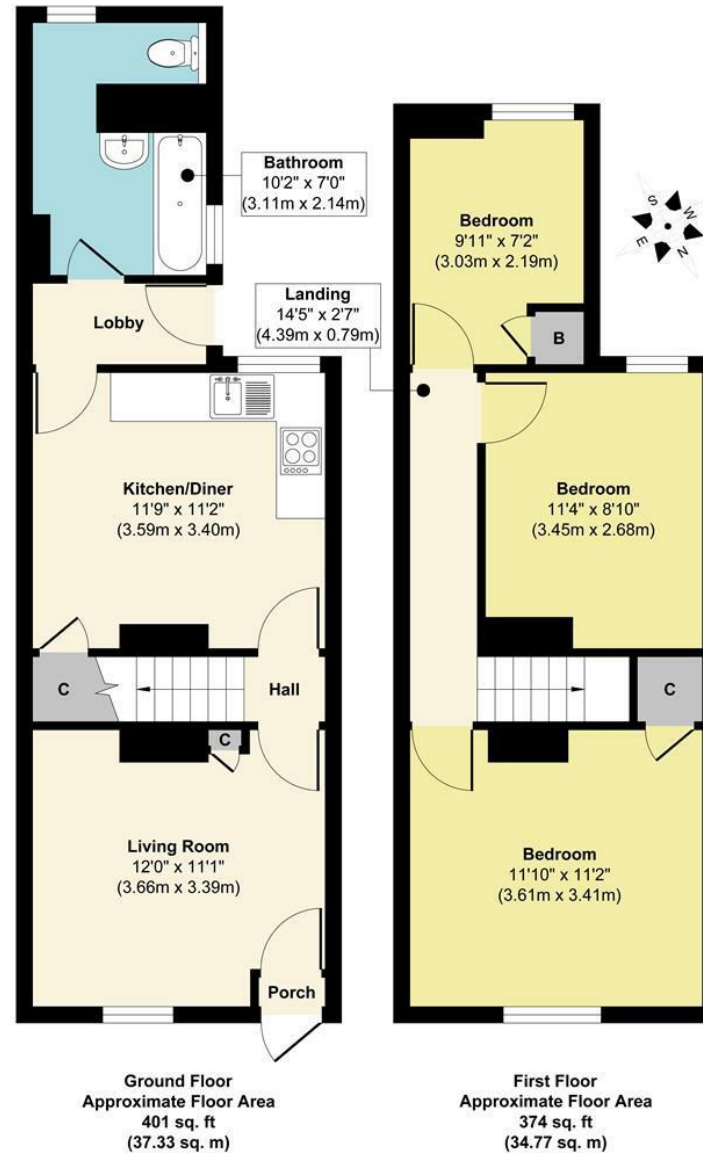 Bathroom
10'2" x 7'0"
(3.11m x 2.14m)
Lobby
Kitchen/Diner
11'9" x 11'2"
(3.59m x 3.40m)
C
Hall
C
Living Room
12'0" x 11'1"
(3.66m x 3.39m)
Porch
Ground Floor
Approximate Floor Area
401 sq. ft
(37.33 sq. m)
S
W
E
N
Bedroom
9'11" x 7'2"
(3.03m x 2.19m)
Landing
14'5" x 2'7"
(4.39m x 0.79m)
B
Bedroom
11'4" x 8'10"
(3.45m x 2.68m)
C
Bedroom
11'10" x 11'2"
(3.61m x 3.41m)
First Floor
Approximate Floor Area
374 sq. ft
(34.77 sq. m)